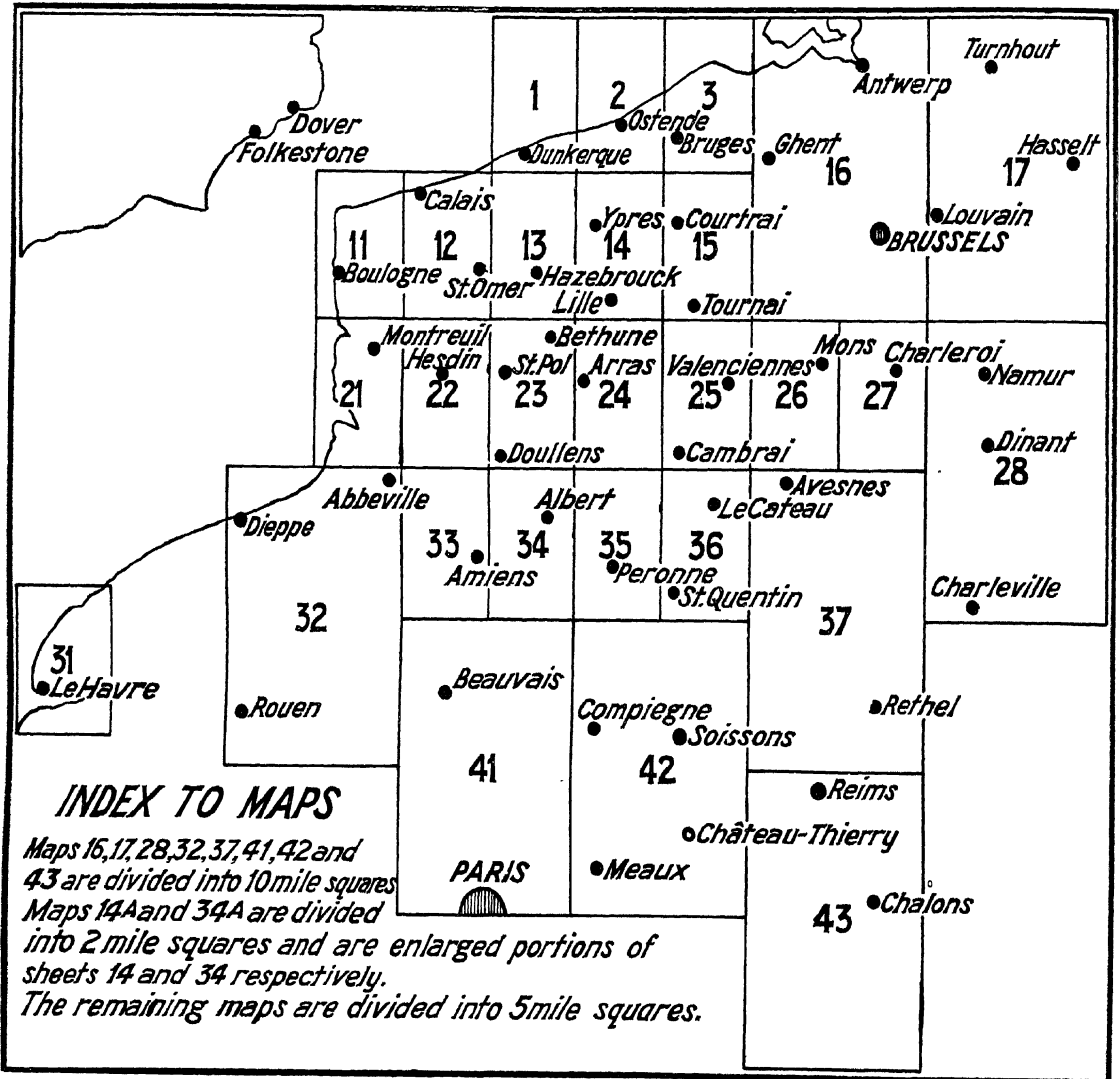 Turnhout
Antwerp
1
2
3
Dover
Folkestone
Ostende
Bruges
Dunkerque
Ghent
16
Hasselt
17
Calais
Ypres
Courtrai
Louvain
BRUSSELS
11
12
13
14
15
Boulogne
St.Omer
Hazebrouck
Lille
Tournai
Montreuil
Hesdin
Bethune
St.Pol
Arras
Valenciennes
Mons
Charleroi
Namur
21
22
23
24
25
26
27
Doullens
Cambrai
Dinant
28
Abbeville
Albert
Avesnes
Le Cateau
Dieppe
33
34
35
36
Amiens
Peronne
St.Quentin
Charleville
32
37
31
Le Havre
Beauvais
Rouen
Compiegne
Soissons
Rethel
41
42
Reims
Château-Thierry
PARIS
Meaux
Chalons
43
INDEX TO MAPS
Maps 16,17,28,32,37,41,42 and
43 are divided into 10 mile squares
Maps 14A and 34A are divided
into 2 mile squares and are enlarged portions of
sheets 14 and 34 respectively.
The remaining maps are divided into 5 mile squares.